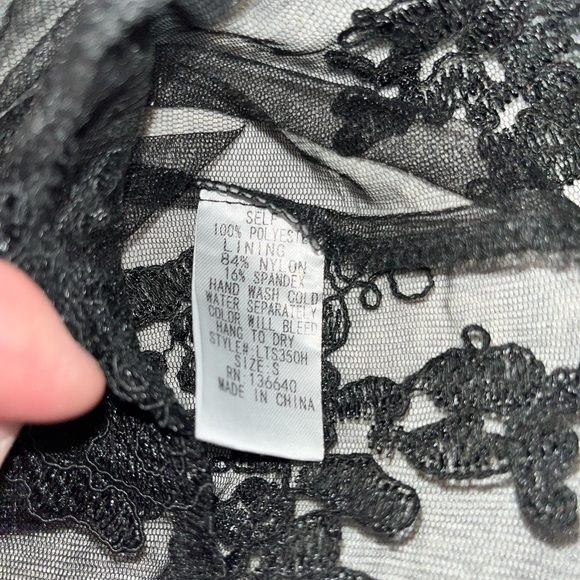 SELF
100% POLYESTER
LINING
84% NYLON
16% SPANDEX
HAND WASH COLD
WATER SEPARATELY
COLOR WILL BLEED
HANG TO DRY
STYLE#:LTS350H
SIZE:S
RN:136640
MADE IN CHINA